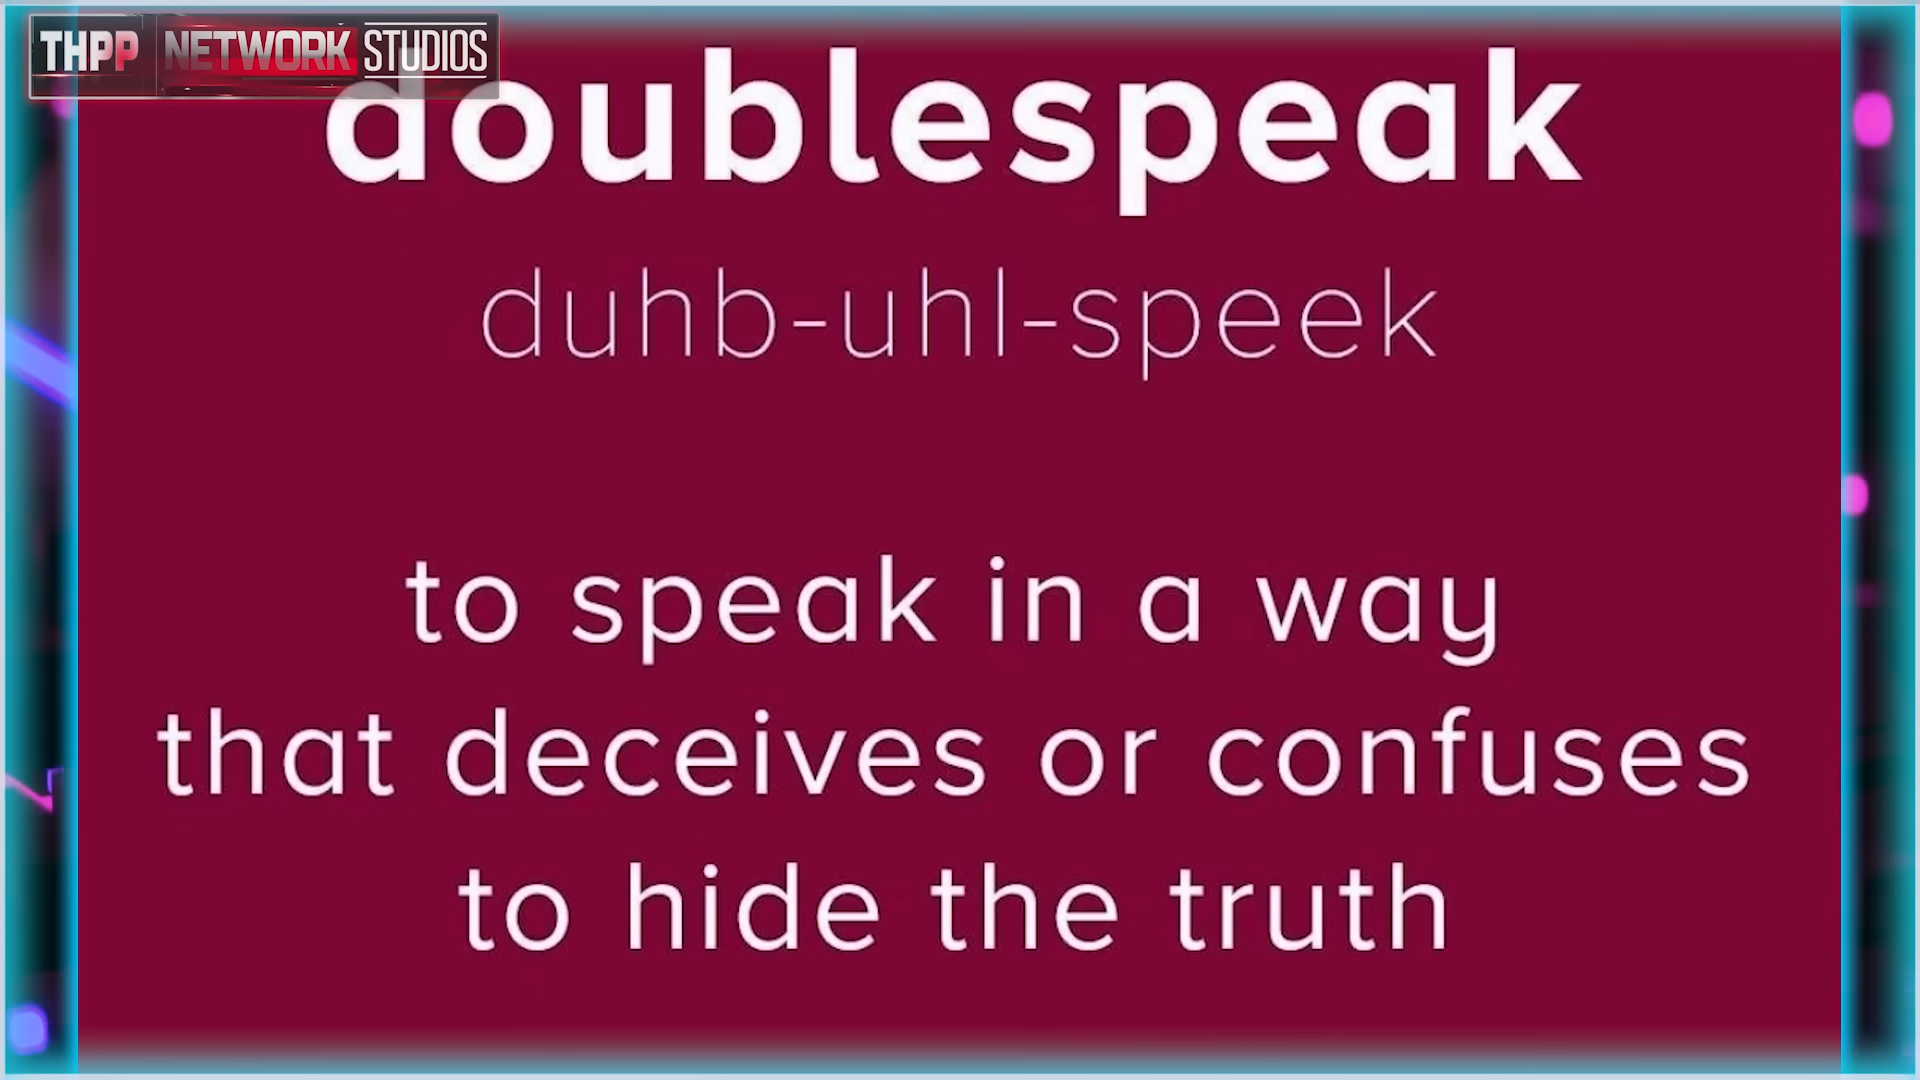 THPP NETWORK STUDIOS
doublespeak
duhb-uhl-speek
to speak in a way
that deceives or confuses
to hide the truth